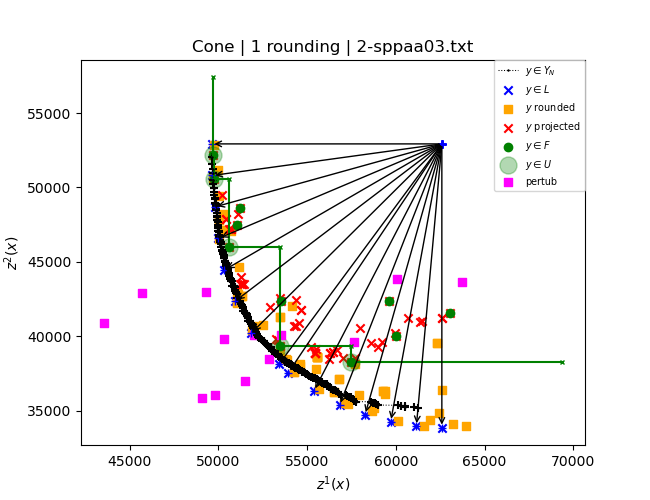 Cone | 1 rounding | 2-sppaa03.txt
y ∈ Y_N
y ∈ L
y rounded
y projected
y ∈ F
y ∈ U
pertub
z²(x)
55000
50000
45000
40000
35000
45000 50000 55000 60000 65000 70000
z¹(x)